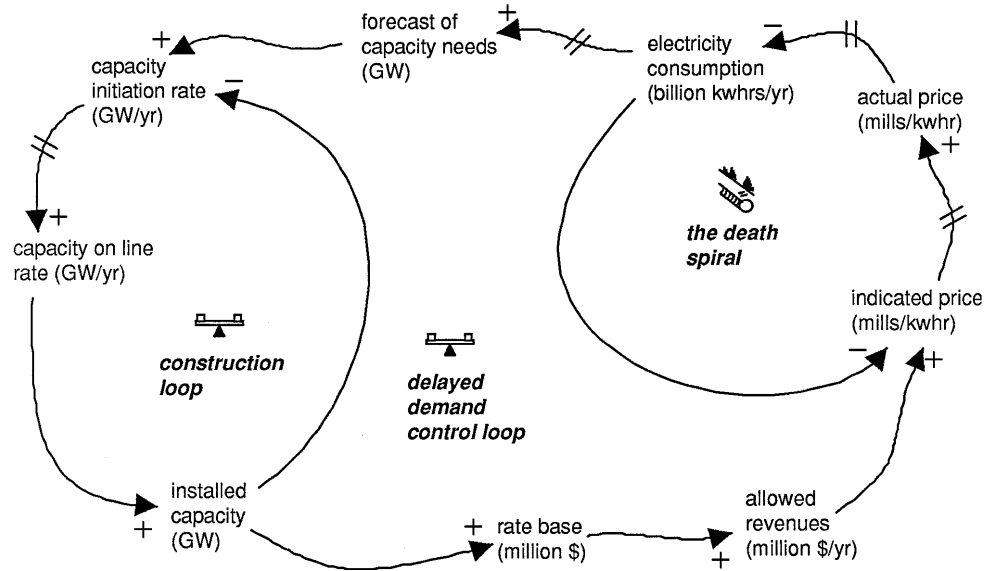 forecast of
capacity needs
(GW)
+
+
capacity
initiation rate
(GW/yr)
−
electricity
consumption
(billion kwhrs/yr)
−
actual price
(mills/kwhr)
+
the death
spiral
+
capacity on line
rate (GW/yr)
indicated price
(mills/kwhr)
−
+
construction
loop
delayed
demand
control loop
installed
capacity
(GW)
+
+
rate base
(million $)
allowed
revenues
(million $/yr)
+